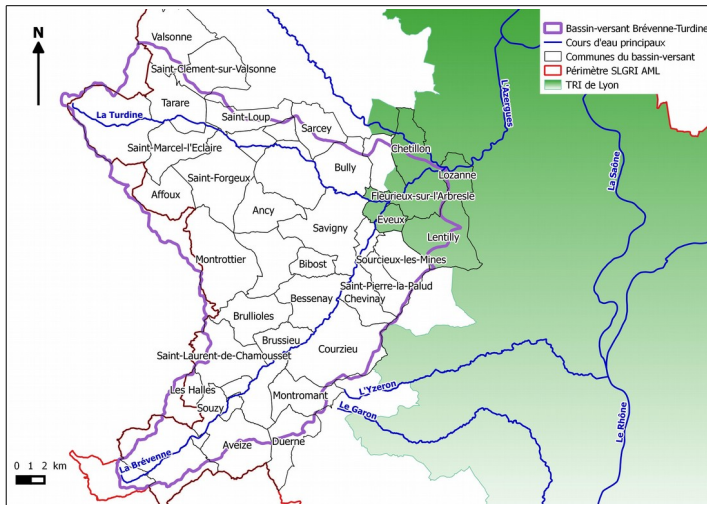 N
Bassin-versant Brévenne-Turdine
Cours d'eau principaux
Communes du bassin-versant
Périmètre SLGRI AML
TRI de Lyon
Valsonne
Saint-Clément-sur-Valsonne
Tarare
La Turdine
Saint-Loup
Sarcey
L'Azergues
Saint-Marcel-l'Eclaire
Chetillon
Bully
Lozanne
La Saône
Saint-Forgeux
Affoux
Fleurieux-sur-l'Arbresle
Ancy
Eveux
Savigny
Lentilly
Montrottier
Bibost
Sourcieux-les-Mines
Saint-Pierre-la-Palud
Bessenay
Chevinay
Brullioles
Brussieu
Courzieu
Saint-Laurent-de-Chamousset
Les Halles
L'Yzeron
Montromant
Souzy
Le Garon
Le Rhône
Aveize
Duerne
La Brévenne
0 1 2 km